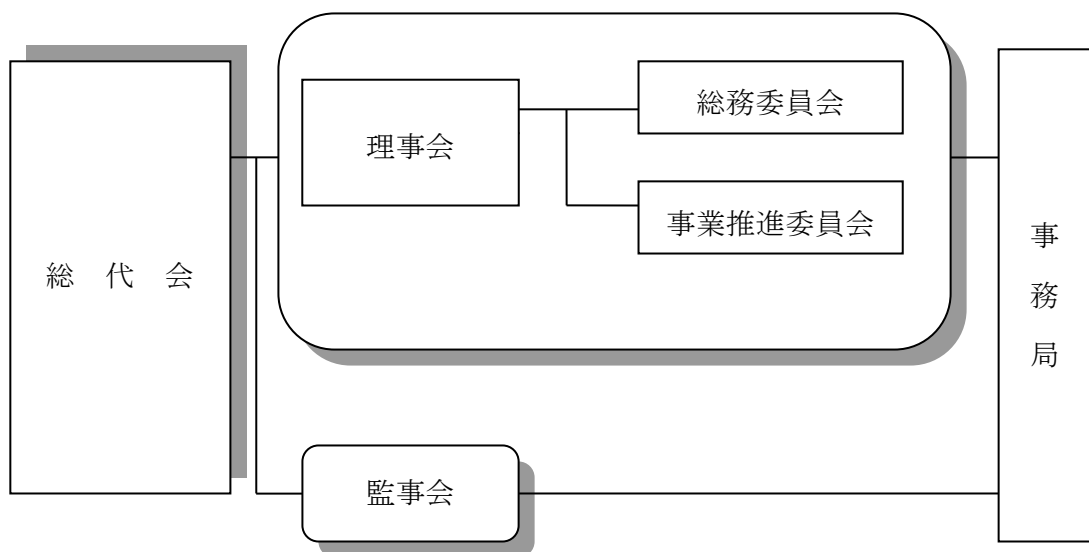 総　代　会
理事会
総務委員会
事業推進委員会
監事会
事務局